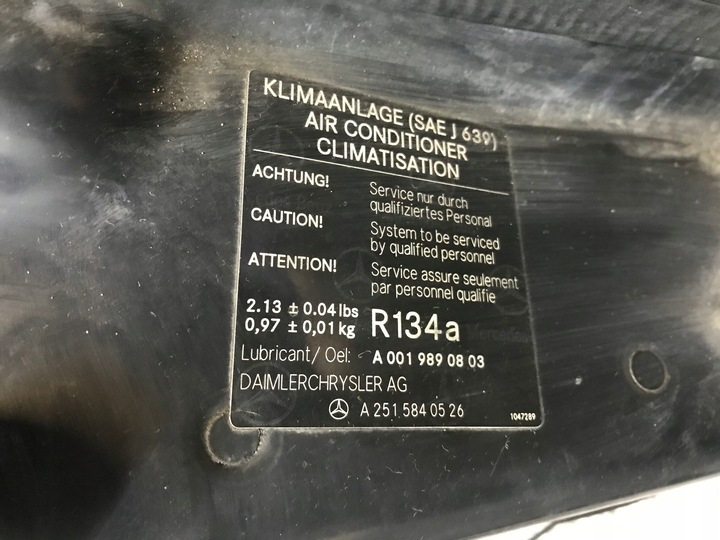 KLIMAANLAGE (SAE J 639)
AIR CONDITIONER
CLIMATISATION
ACHTUNG! Service nur durch
qualifiziertes Personal
CAUTION! System to be serviced
by qualified personnel
ATTENTION! Service assure seulement
par personnel qualifie
2.13 ± 0.04 lbs
0,97 ± 0,01 kg R134a
Lubricant / Oel: A 001 989 08 03
DAIMLERCHRYSLER AG
A 251 584 05 26 1047289